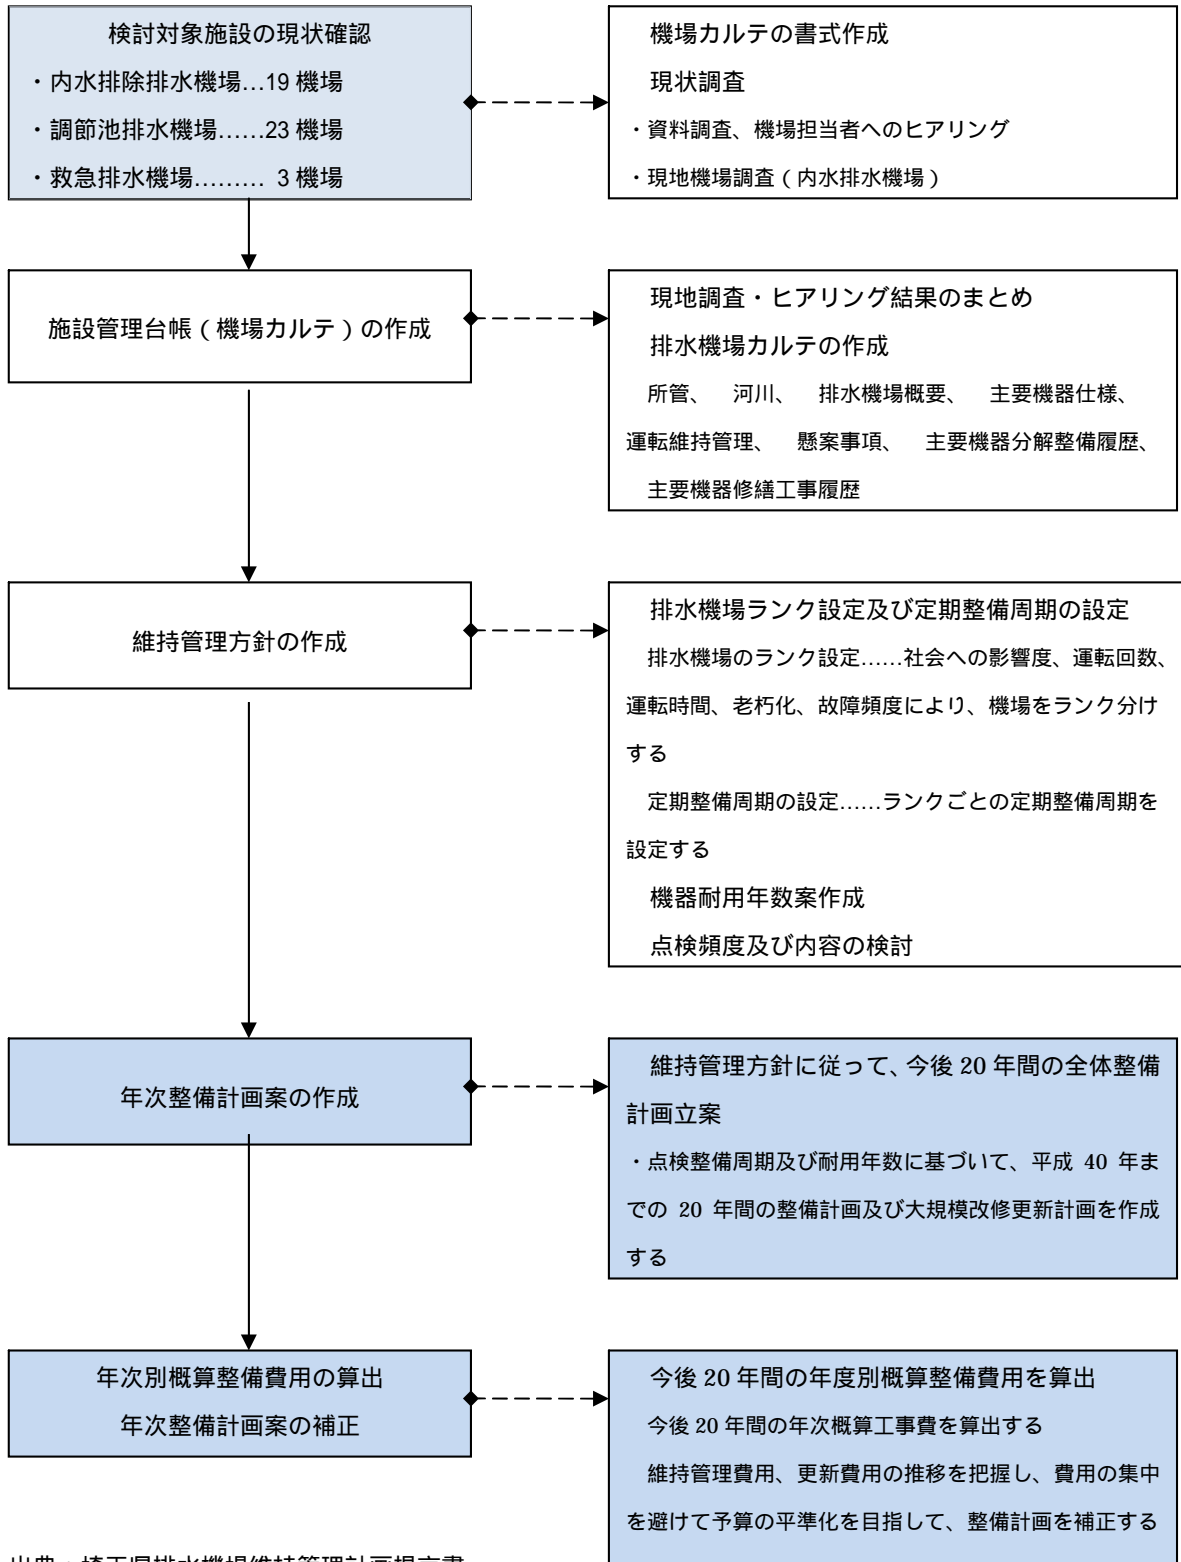 検討対象施設の現状確認
・内水排除排水機場…19 機場
・調節池排水機場……23 機場
・救急排水機場……… 3 機場
機場カルテの書式作成
現状調査
・資料調査、機場担当者へのヒアリング
・現地機場調査（内水排水機場）
施設管理台帳（機場カルテ）の作成
現地調査・ヒアリング結果のまとめ
排水機場カルテの作成
所管、 河川、 排水機場概要、 主要機器仕様、
運転維持管理、 懸案事項、 主要機器分解整備履歴、
主要機器修繕工事履歴
維持管理方針の作成
排水機場ランク設定及び定期整備周期の設定
排水機場のランク設定……社会への影響度、運転回数、
運転時間、老朽化、故障頻度により、機場をランク分け
する
定期整備周期の設定……ランクごとの定期整備周期を
設定する
機器耐用年数案作成
点検頻度及び内容の検討
年次整備計画案の作成
維持管理方針に従って、今後 20 年間の全体整備
計画立案
・点検整備周期及び耐用年数に基づいて、平成 40 年ま
での 20 年間の整備計画及び大規模改修更新計画を作成
する
年次別概算整備費用の算出
年次整備計画案の補正
今後 20 年間の年度別概算整備費用を算出
今後 20 年間の年次概算工事費を算出する
維持管理費用、更新費用の推移を把握し、費用の集中
を避けて予算の平準化を目指して、整備計画を補正する
出典：埼玉県排水機場維持管理計画提言書